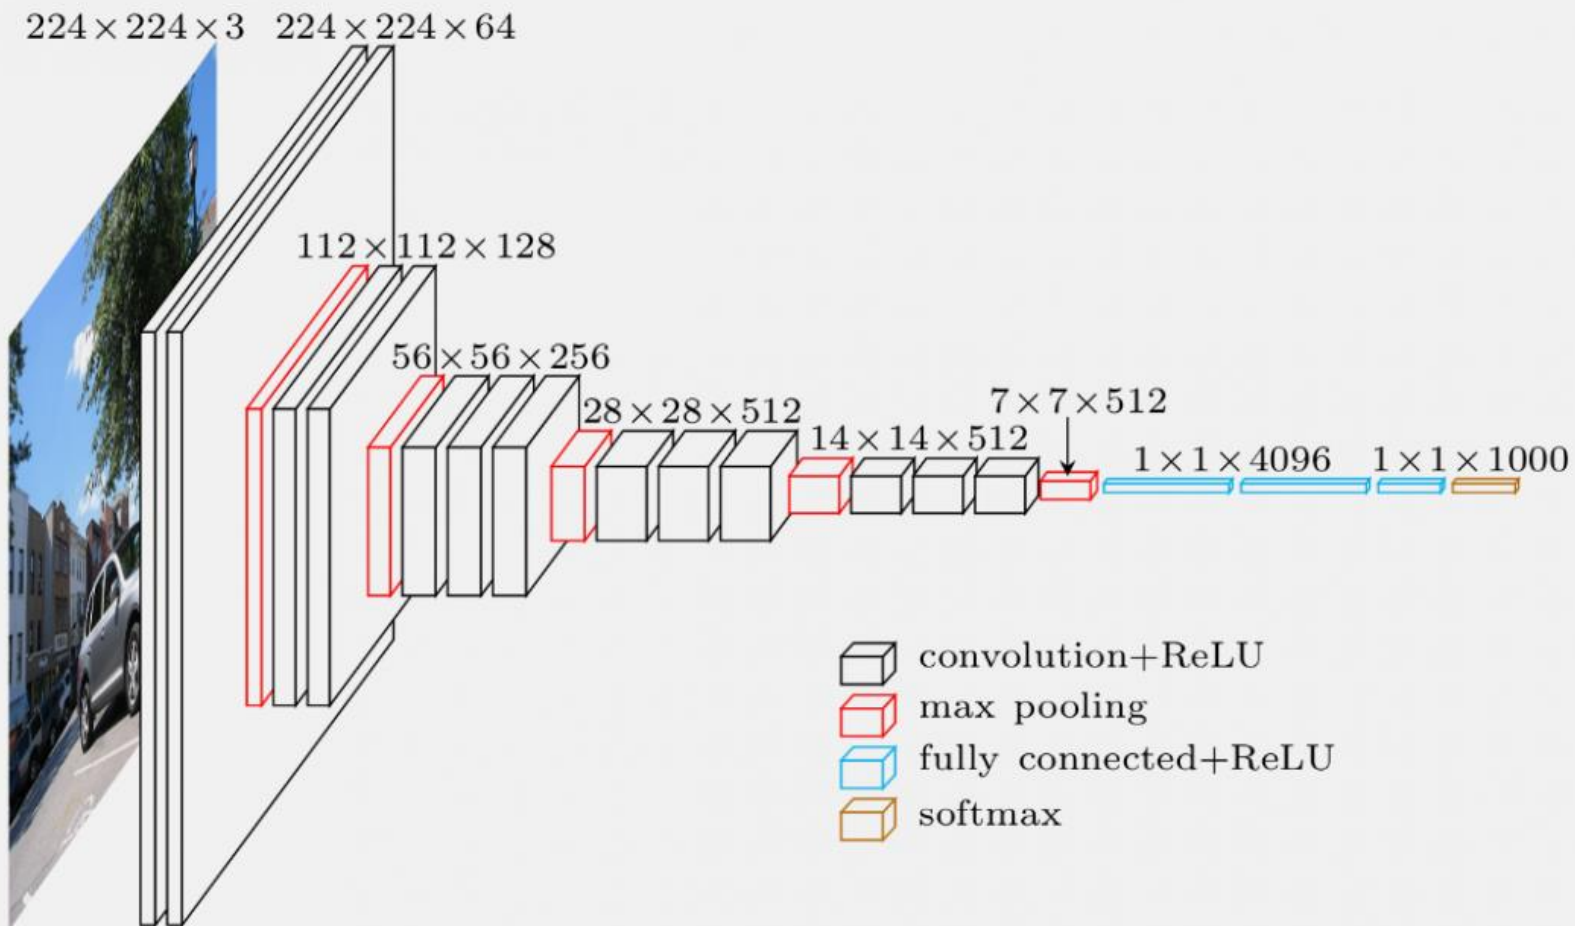 224×224×3
224×224×64
112×112×128
56×56×256
28×28×512
14×14×512
7×7×512
1×1×4096
1×1×1000
convolution+ReLU
max pooling
fully connected+ReLU
softmax